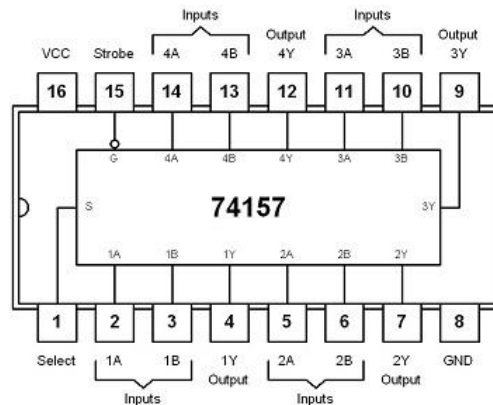 Inputs Output Inputs Output
VCC Strobe 4A 4B 4Y 3A 3B 3Y
16 15 14 13 12 11 10 9
G 4A 4B 4Y 3A 3B
S 74157 3Y
1A 1B 1Y 2A 2B 2Y
1 2 3 4 5 6 7 8
Select 1A 1B 1Y 2A 2B 2Y GND
Inputs Output Inputs Output